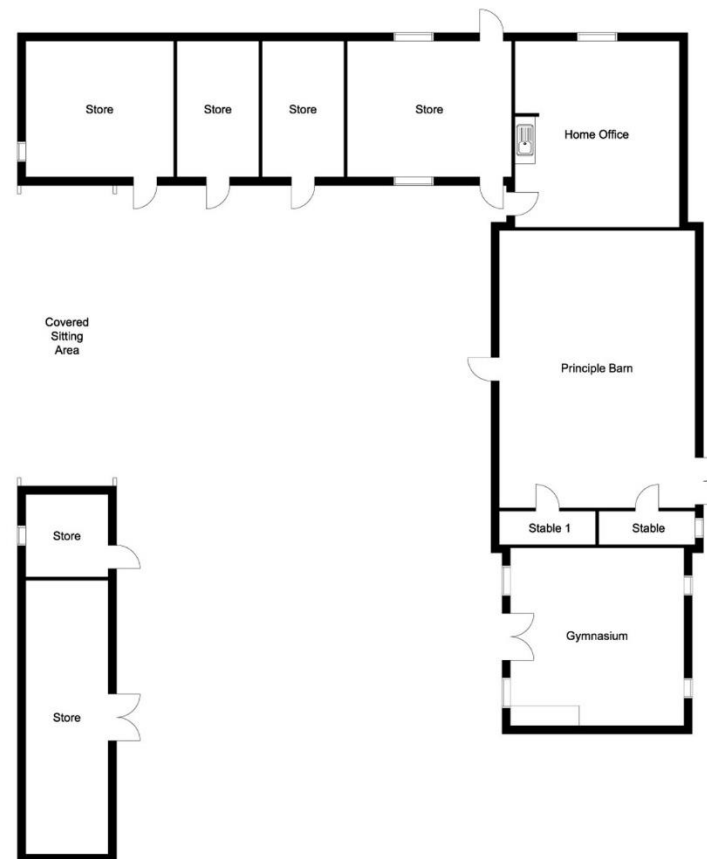 Store
Store
Store
Store
Home Office
Covered
Sitting
Area
Principle Barn
Store
Stable 1
Stable
Gymnasium
Store